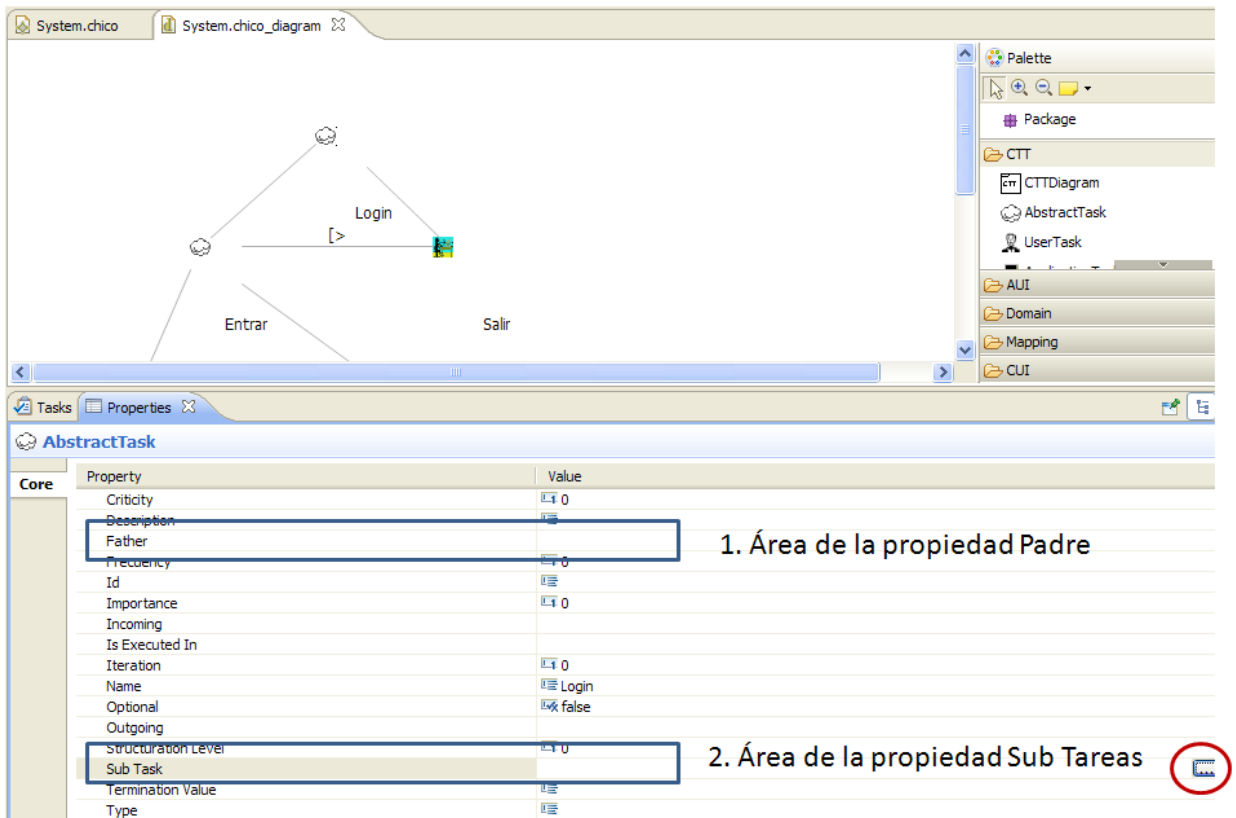 System.chico
System.chico_diagram
Palette
Package
CTT
CTT CTTDiagram
AbstractTask
UserTask
AUI
Domain
Mapping
CUI
Login
[>
Entrar
Salir
Tasks
Properties
AbstractTask
Core
Property Value
Criticity 0
Description
Father
1. Área de la propiedad Padre
Frecuency 0
Id
Importance 0
Incoming
Is Executed In
Iteration 0
Name Login
Optional false
Outgoing
Structuration Level 0
2. Área de la propiedad Sub Tareas
Sub Task
Termination Value
Type